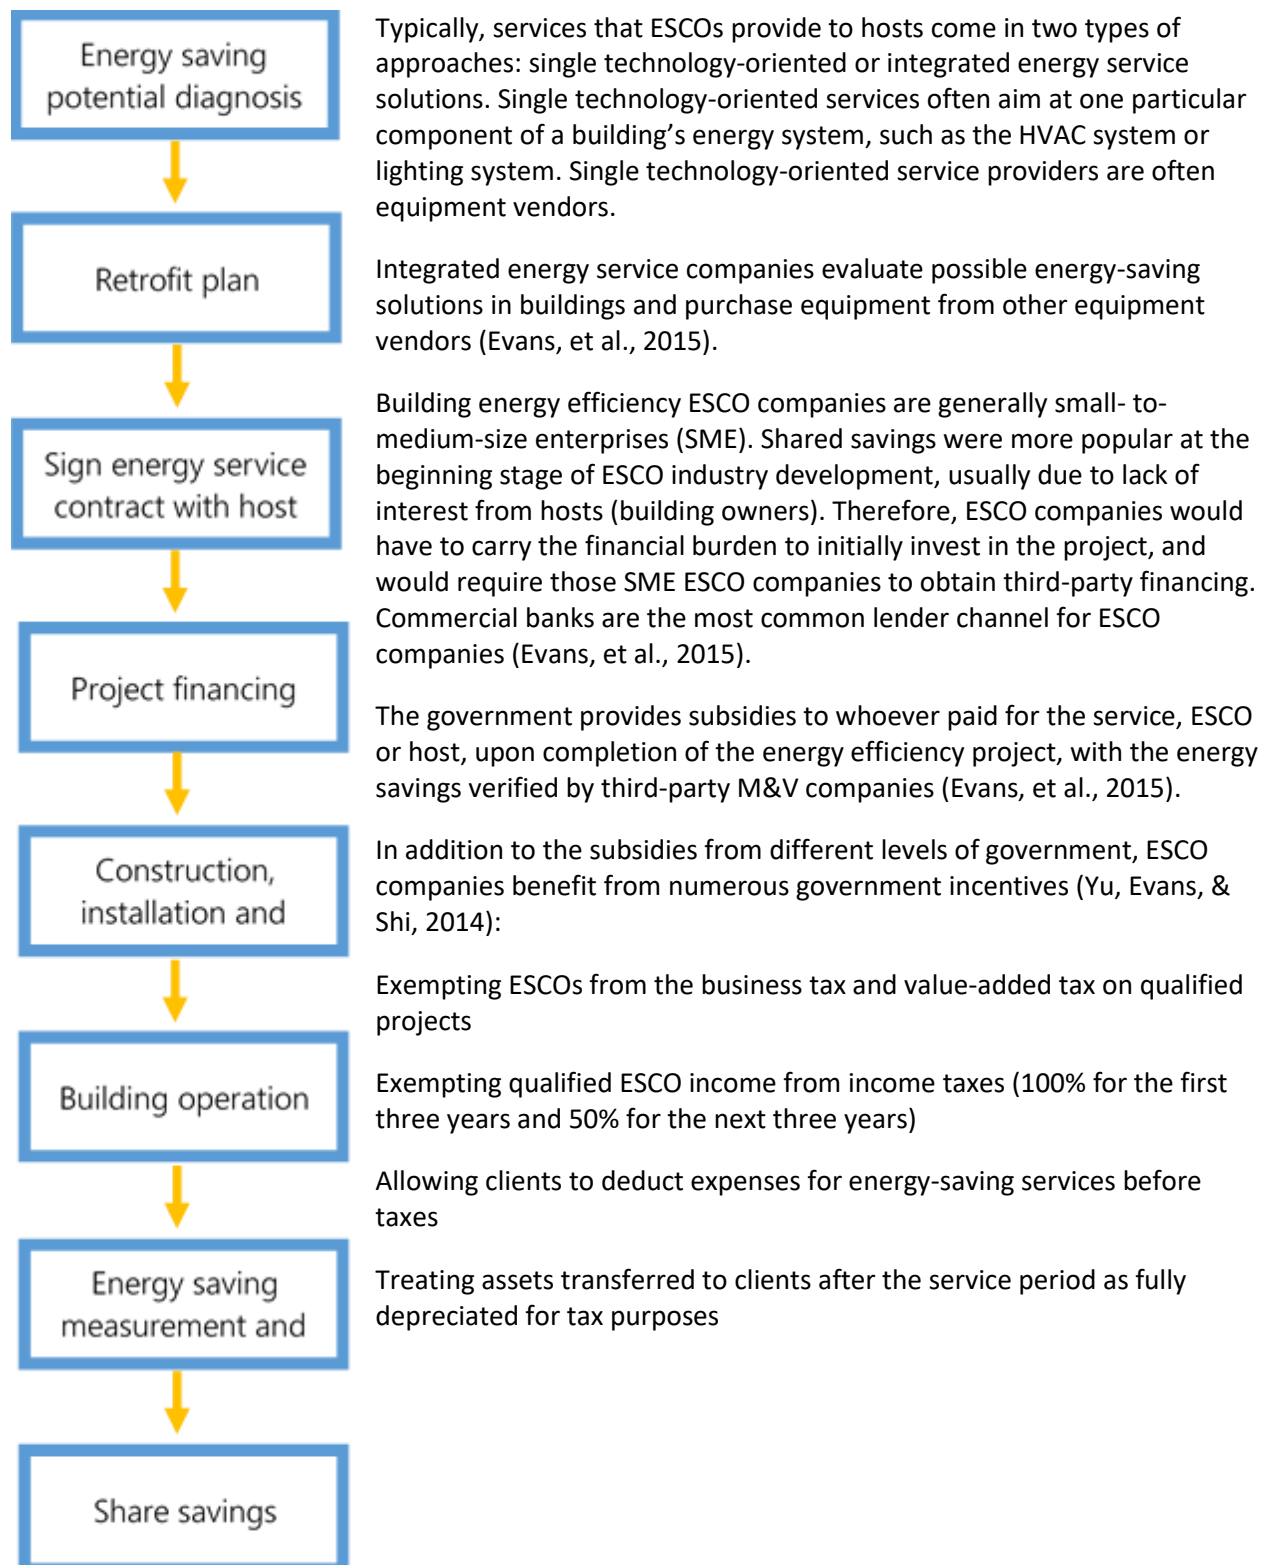 Energy saving
potential diagnosis
Retrofit plan
Sign energy service
contract with host
Project financing
Construction,
installation and
Building operation
Energy saving
measurement and
Share savings
Typically, services that ESCOs provide to hosts come in two types of
approaches: single technology-oriented or integrated energy service
solutions. Single technology-oriented services often aim at one particular
component of a building’s energy system, such as the HVAC system or
lighting system. Single technology-oriented service providers are often
equipment vendors.
Integrated energy service companies evaluate possible energy-saving
solutions in buildings and purchase equipment from other equipment
vendors (Evans, et al., 2015).
Building energy efficiency ESCO companies are generally small- to-
medium-size enterprises (SME). Shared savings were more popular at the
beginning stage of ESCO industry development, usually due to lack of
interest from hosts (building owners). Therefore, ESCO companies would
have to carry the financial burden to initially invest in the project, and
would require those SME ESCO companies to obtain third-party financing.
Commercial banks are the most common lender channel for ESCO
companies (Evans, et al., 2015).
The government provides subsidies to whoever paid for the service, ESCO
or host, upon completion of the energy efficiency project, with the energy
savings verified by third-party M&V companies (Evans, et al., 2015).
In addition to the subsidies from different levels of government, ESCO
companies benefit from numerous government incentives (Yu, Evans, &
Shi, 2014):
Exempting ESCOs from the business tax and value-added tax on qualified
projects
Exempting qualified ESCO income from income taxes (100% for the first
three years and 50% for the next three years)
Allowing clients to deduct expenses for energy-saving services before
taxes
Treating assets transferred to clients after the service period as fully
depreciated for tax purposes